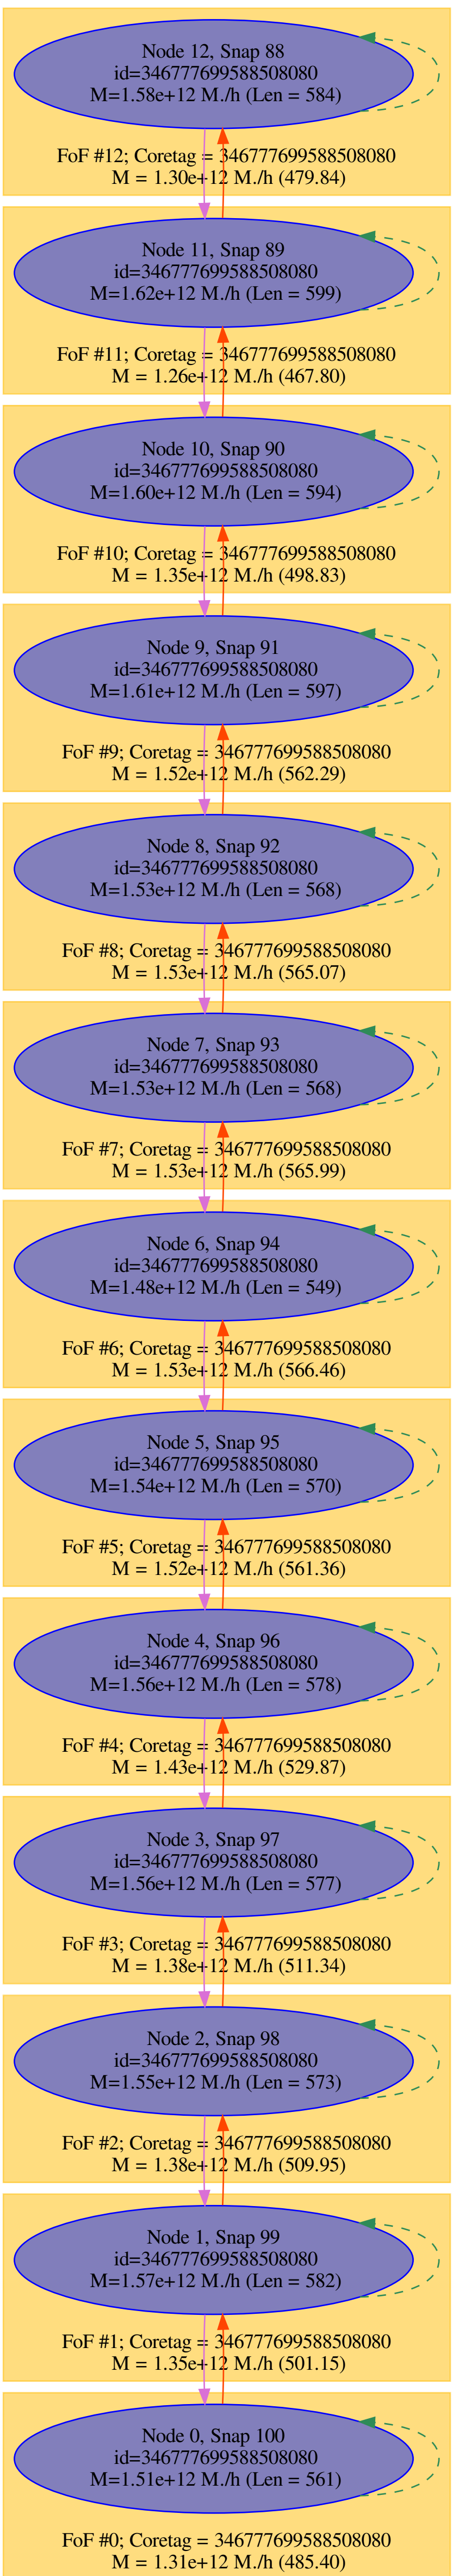 Node 12, Snap 88
id=346777699588508080
M=1.58e+12 M./h (Len = 584)
FoF #12; Coretag = 346777699588508080
M = 1.30e+12 M./h (479.84)
Node 11, Snap 89
id=346777699588508080
M=1.62e+12 M./h (Len = 599)
FoF #11; Coretag = 346777699588508080
M = 1.26e+12 M./h (467.80)
Node 10, Snap 90
id=346777699588508080
M=1.60e+12 M./h (Len = 594)
FoF #10; Coretag = 346777699588508080
M = 1.35e+12 M./h (498.83)
Node 9, Snap 91
id=346777699588508080
M=1.61e+12 M./h (Len = 597)
FoF #9; Coretag = 346777699588508080
M = 1.52e+12 M./h (562.29)
Node 8, Snap 92
id=346777699588508080
M=1.53e+12 M./h (Len = 568)
FoF #8; Coretag = 346777699588508080
M = 1.53e+12 M./h (565.07)
Node 7, Snap 93
id=346777699588508080
M=1.53e+12 M./h (Len = 568)
FoF #7; Coretag = 346777699588508080
M = 1.53e+12 M./h (565.99)
Node 6, Snap 94
id=346777699588508080
M=1.48e+12 M./h (Len = 549)
FoF #6; Coretag = 346777699588508080
M = 1.53e+12 M./h (566.46)
Node 5, Snap 95
id=346777699588508080
M=1.54e+12 M./h (Len = 570)
FoF #5; Coretag = 346777699588508080
M = 1.52e+12 M./h (561.36)
Node 4, Snap 96
id=346777699588508080
M=1.56e+12 M./h (Len = 578)
FoF #4; Coretag = 346777699588508080
M = 1.43e+12 M./h (529.87)
Node 3, Snap 97
id=346777699588508080
M=1.56e+12 M./h (Len = 577)
FoF #3; Coretag = 346777699588508080
M = 1.38e+12 M./h (511.34)
Node 2, Snap 98
id=346777699588508080
M=1.55e+12 M./h (Len = 573)
FoF #2; Coretag = 346777699588508080
M = 1.38e+12 M./h (509.95)
Node 1, Snap 99
id=346777699588508080
M=1.57e+12 M./h (Len = 582)
FoF #1; Coretag = 346777699588508080
M = 1.35e+12 M./h (501.15)
Node 0, Snap 100
id=346777699588508080
M=1.51e+12 M./h (Len = 561)
FoF #0; Coretag = 346777699588508080
M = 1.31e+12 M./h (485.40)